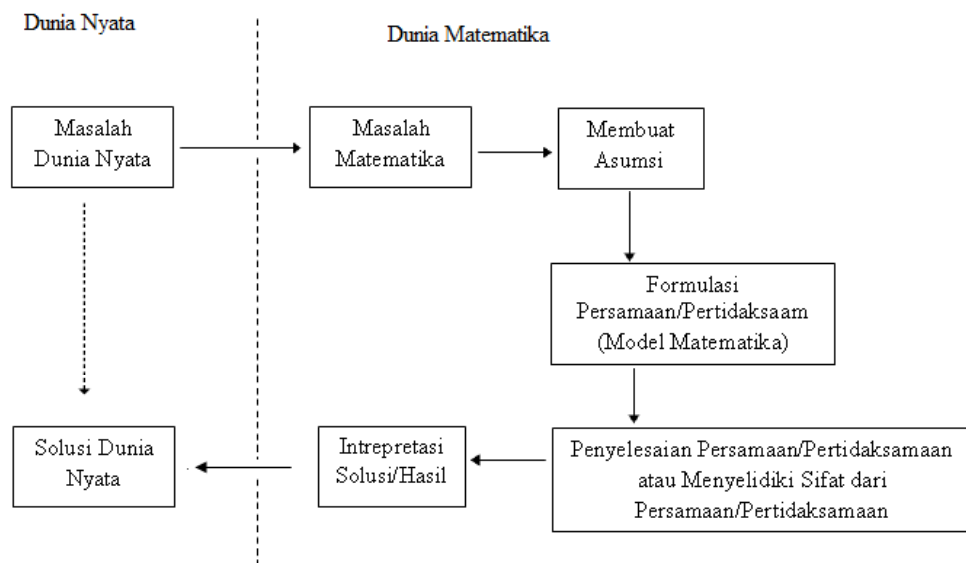 Dunia Nyata
Dunia Matematika
Masalah
Dunia Nyata
Masalah
Matematika
Membuat
Asumsi
Formulasi
Persamaan/Pertidaksaam
(Model Matematika)
Solusi Dunia
Nyata
Intrepretasi
Solusi/Hasil
Penyelesaian Persamaan/Pertidaksamaan
atau Menyelidiki Sifat dari
Persamaan/Pertidaksamaan